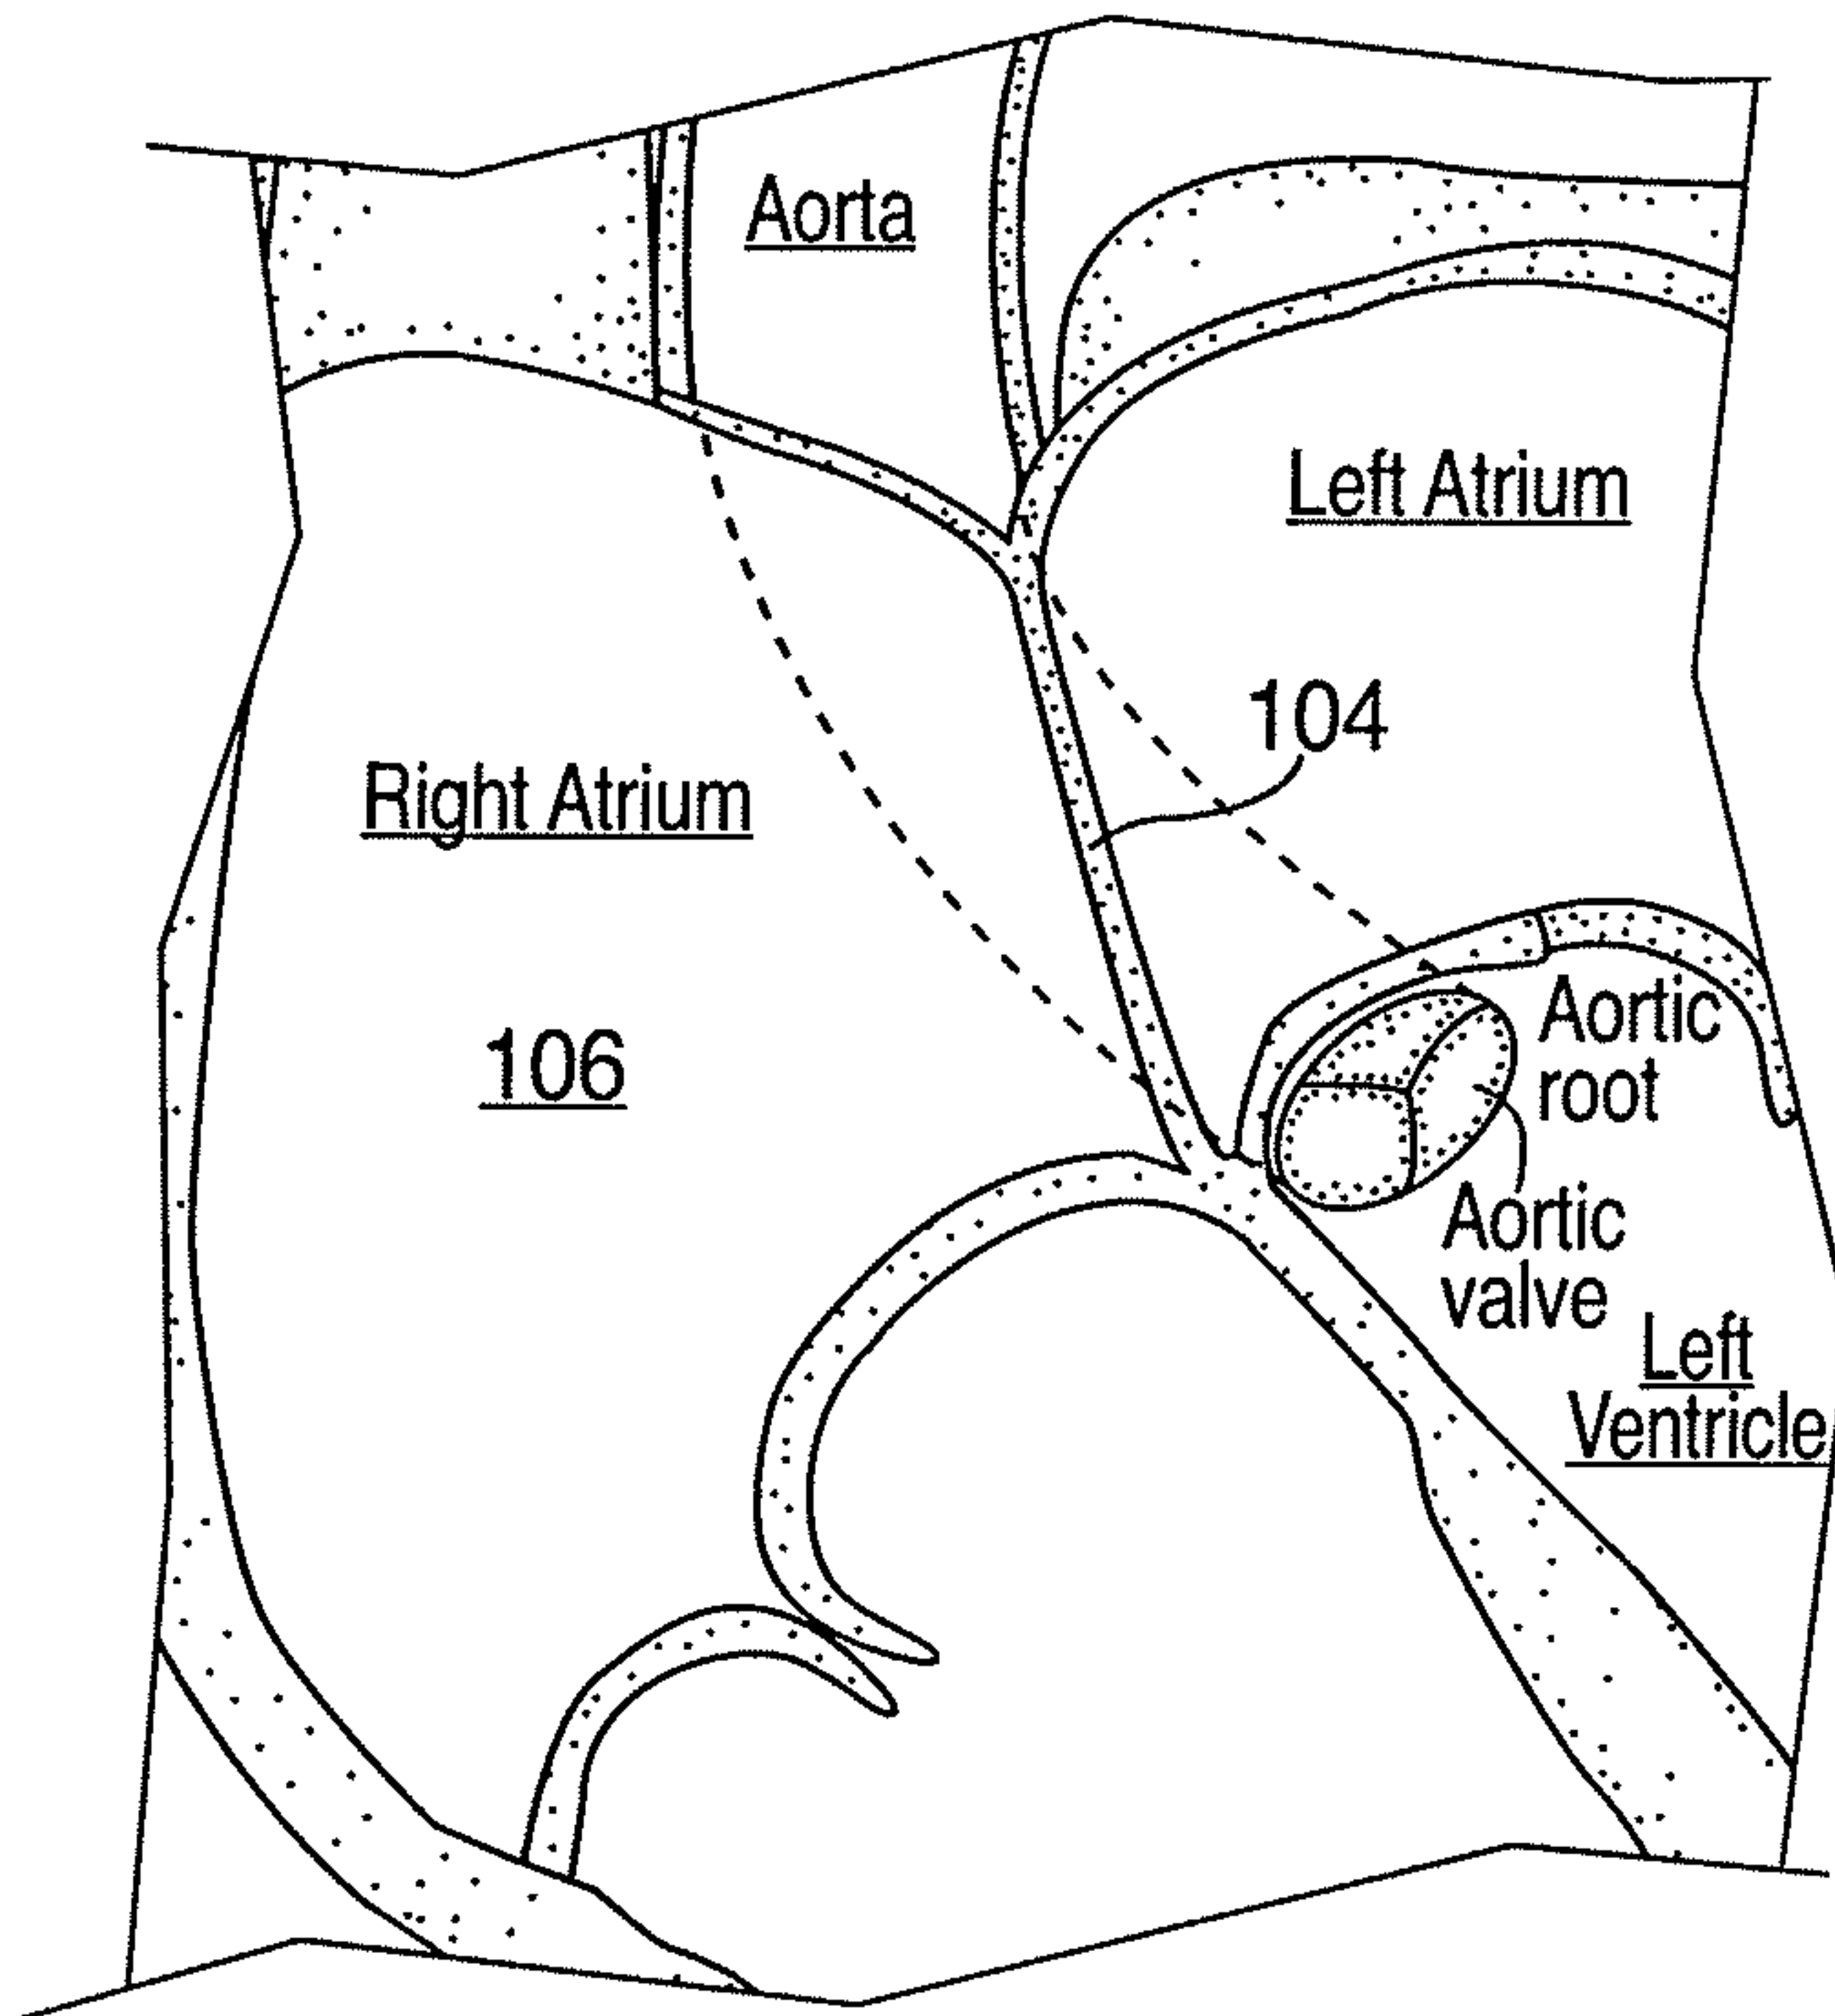 Aorta
Left Atrium
104
Right Atrium
106
Aortic
root
Aortic
valve
Left
Ventricle